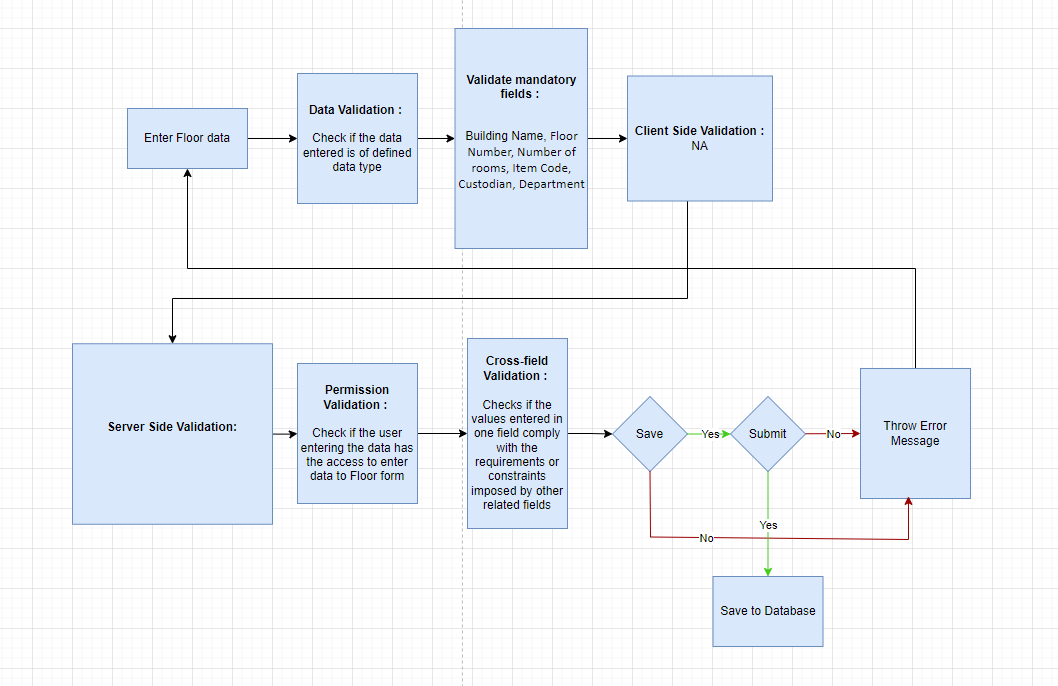 Enter Floor data
Data Validation :
Check if the data
entered is of defined
data type
Validate mandatory
fields :
Building Name, Floor
Number, Number of
rooms, Item Code,
Custodian, Department
Client Side Validation :
NA
Server Side Validation:
Permission
Validation :
Check if the user
entering the data has
the access to enter
data to Floor form
Cross-field
Validation :
Checks if the
values entered in
one field comply
with the
requirements or
constraints
imposed by other
related fields
Save
Yes
Submit
No
Throw Error
Message
Yes
No
Save to Database